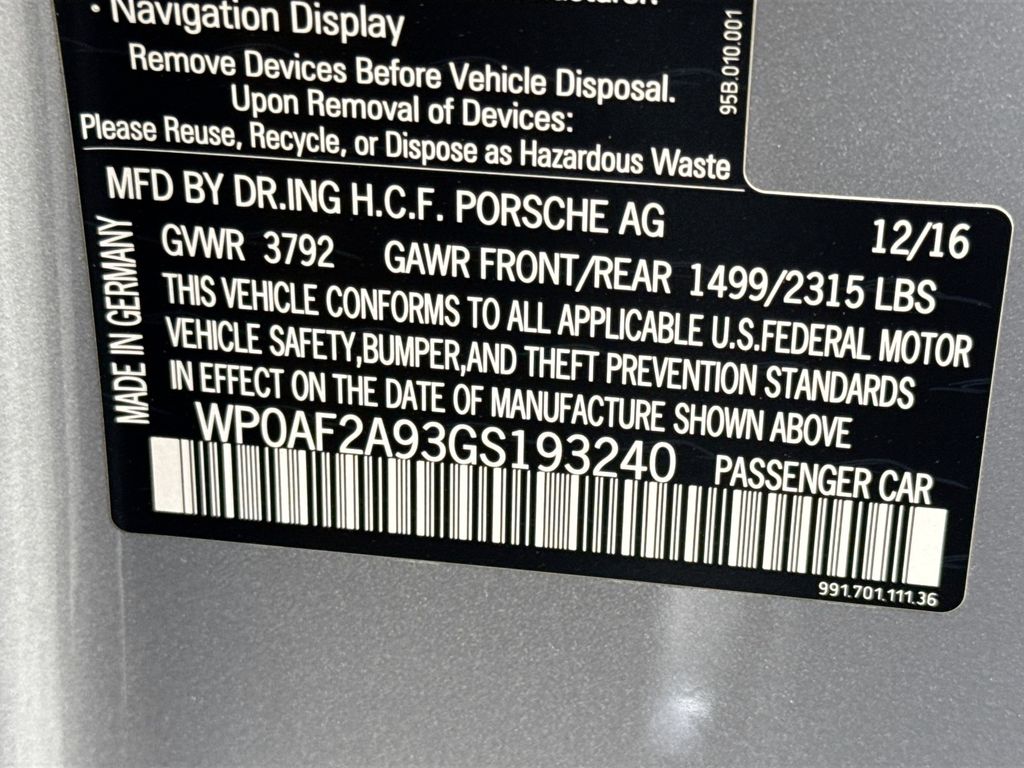 • Navigation Display
Remove Devices Before Vehicle Disposal.
Upon Removal of Devices:
Please Reuse, Recycle, or Dispose as Hazardous Waste
95B.010.001
MFD BY DR.ING H.C.F. PORSCHE AG 12/16
GVWR 3792 GAWR FRONT/REAR 1499/2315 LBS
THIS VEHICLE CONFORMS TO ALL APPLICABLE U.S.FEDERAL MOTOR
VEHICLE SAFETY,BUMPER,AND THEFT PREVENTION STANDARDS
IN EFFECT ON THE DATE OF MANUFACTURE SHOWN ABOVE
WP0AF2A93GS193240 PASSENGER CAR
MADE IN GERMANY
991.701.111.36